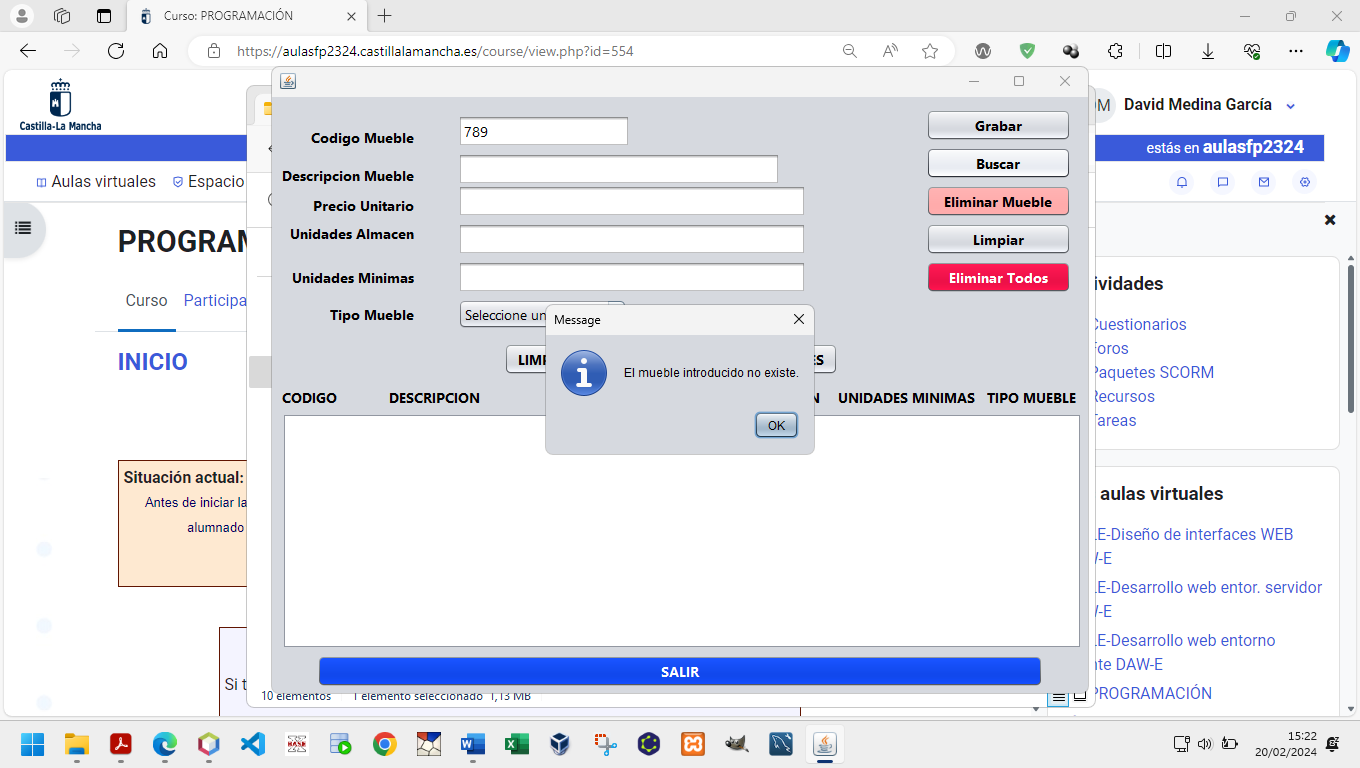 Curso: PROGRAMACIÓN
https://aulasfp2324.castillalamancha.es/course/view.php?id=554
Castilla-La Mancha
David Medina García
estás en aulasfp2324
Aulas virtuales
Espacio
PROGRAM
Curso
Participa
INICIO
Situación actual:
Antes de iniciar la
alumnado
Si t
Codigo Mueble
789
Descripcion Mueble
Precio Unitario
Unidades Almacen
Unidades Minimas
Tipo Mueble
Seleccione un
Grabar
Buscar
Eliminar Mueble
Limpiar
Eliminar Todos
Message
El mueble introducido no existe.
OK
CODIGO
DESCRIPCION
UNIDADES MINIMAS
TIPO MUEBLE
SALIR
10 elementos
1 elemento seleccionado 1,13 MB
ividades
Cuestionarios
Foros
Paquetes SCORM
Recursos
Tareas
aulas virtuales
LE-Diseño de interfaces WEB
-E
LE-Desarrollo web entor. servidor
-E
LE-Desarrollo web entorno
nte DAW-E
PROGRAMACIÓN
15:22
20/02/2024